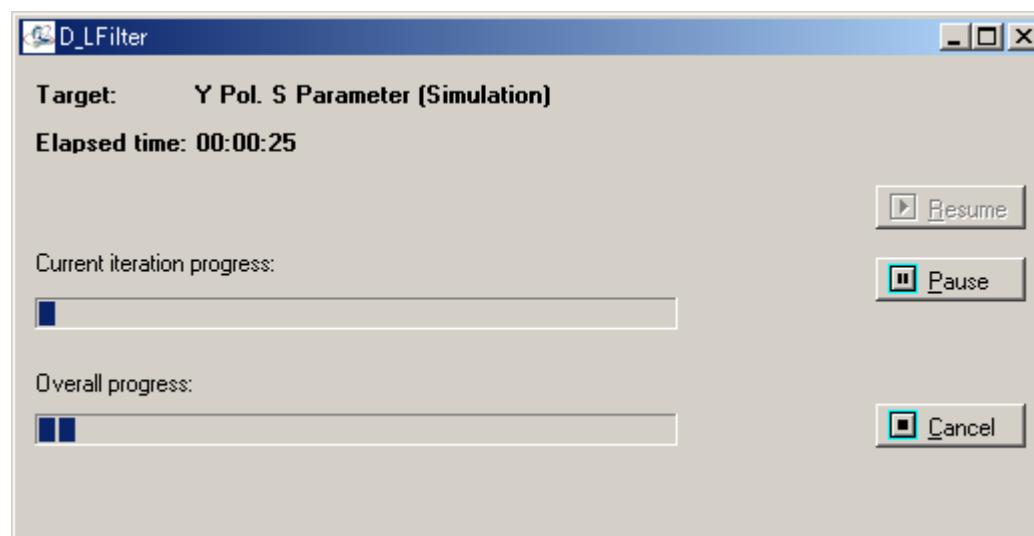 D_LFilter
Target: Y Pol. S Parameter (Simulation)
Elapsed time: 00:00:25
Resume
Current iteration progress:
Pause
Overall progress:
Cancel